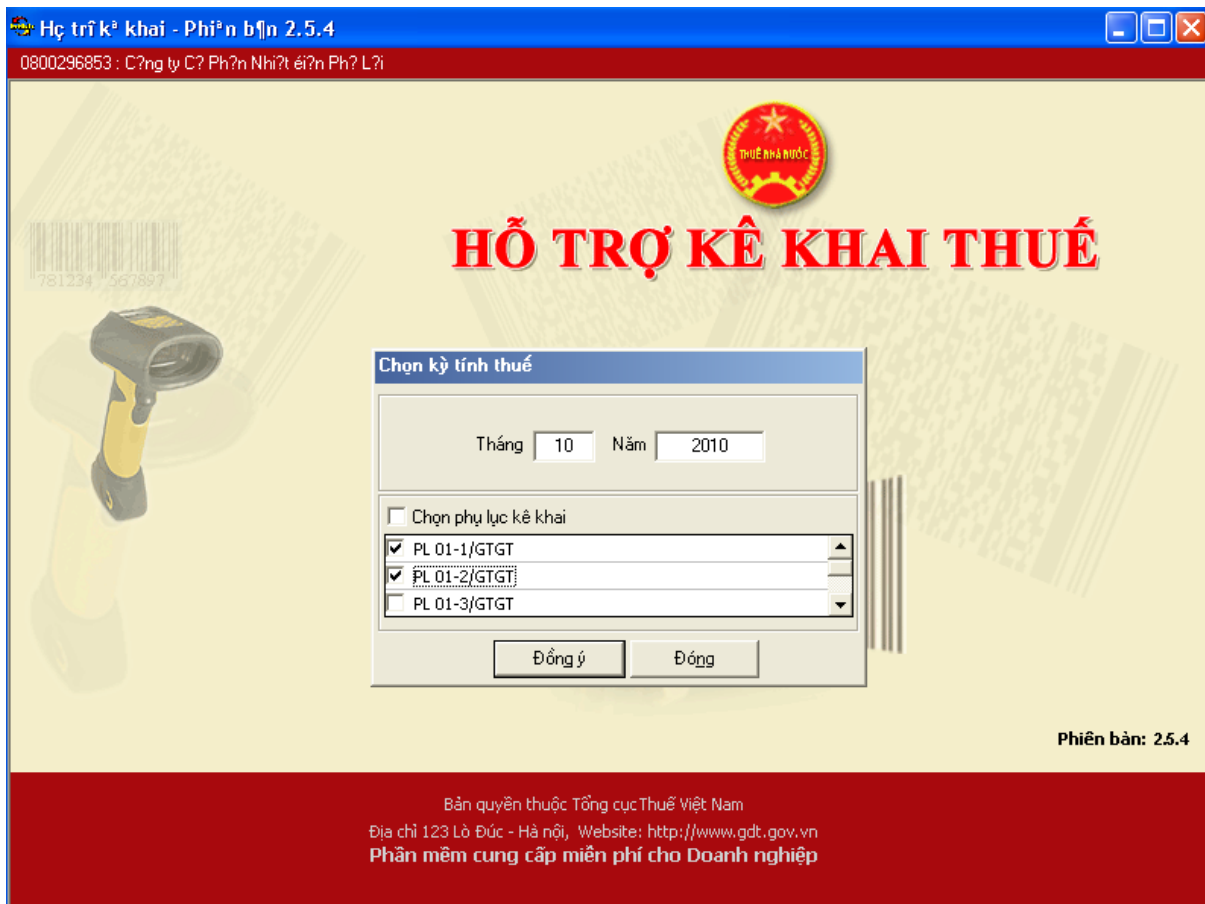 Hç trî kª khai - Phiªn b¶n 2.5.4
0800296853 : C?ng ty C? Ph?n Nhi?t éi?n Ph? L?i
THUẾ NHÀ NƯỚC
HỖ TRỢ KÊ KHAI THUẾ
781234 567897
Chọn kỳ tính thuế
Tháng 10 Năm 2010
Chọn phụ lục kê khai
PL 01-1/GTGT
PL 01-2/GTGT
PL 01-3/GTGT
Đồng ý Đóng
Phiên bản: 2.5.4
Bản quyền thuộc Tổng cục Thuế Việt Nam
Địa chỉ 123 Lò Đúc - Hà nội, Website: http://www.gdt.gov.vn
Phần mềm cung cấp miễn phí cho Doanh nghiệp